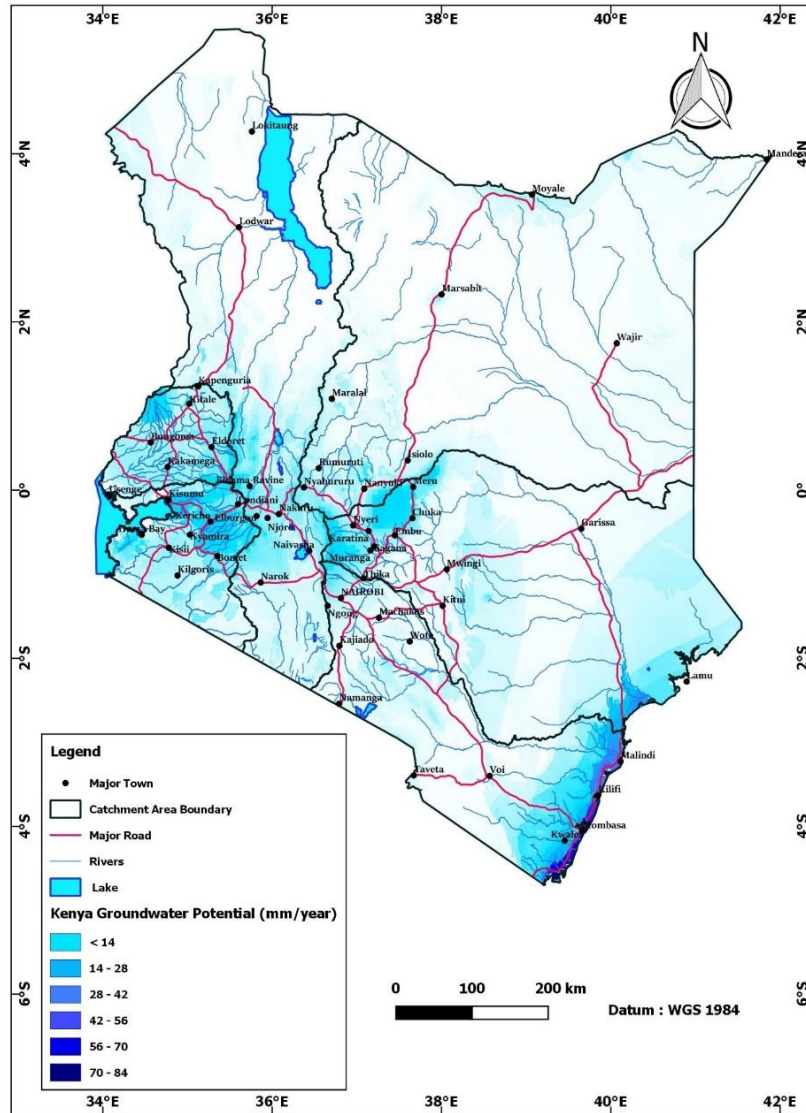 34°E 36°E 38°E 40°E 42°E
N
Lokitaung
4°N 4°N
Mandera
Moyale
Lodwar
Marsabit
2°N 2°N
Wajir
Kapenguria
Maralal
Kitale
Bungoma Eldoret
Isiolo
Kakamega Rumuruti
Eldama-Ravine Nyahururu Nanyuki Meru
0° 0°
Usenge Kisumu Londiani
Kericho Elburgon Nakuru Njoro Nyeri Chuka Garissa
Homa Bay Nyamira Karatina Embu
Kisii Bomet Naivasha Muranga Sagana
Kilgoris Narok Thika Mwingi
NAIROBI Kitui
Ngong Machakos
Kajiado Wote
2°S 2°S
Lamu
Namanga
Malindi
Taveta Voi
Kilifi
4°S 4°S
Mombasa
Kwale
Legend
Major Town
Catchment Area Boundary
Major Road
Rivers
Lake
Kenya Groundwater Potential (mm/year)
< 14
14 - 28
28 - 42
42 - 56
56 - 70
70 - 84
6°S 6°S
0 100 200 km
Datum : WGS 1984
34°E 36°E 38°E 40°E 42°E